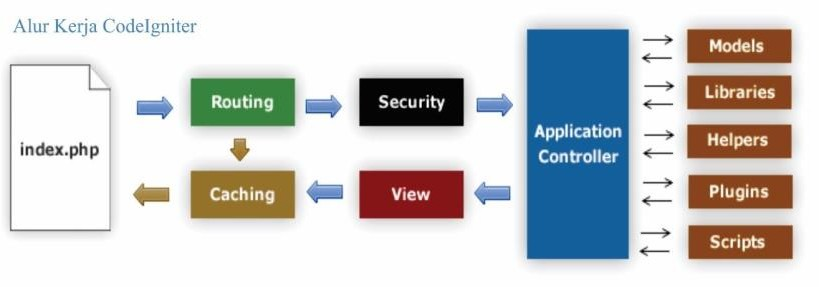 Alur Kerja CodeIgniter
index.php
Routing
Security
Caching
View
Application
Controller
Models
Libraries
Helpers
Plugins
Scripts